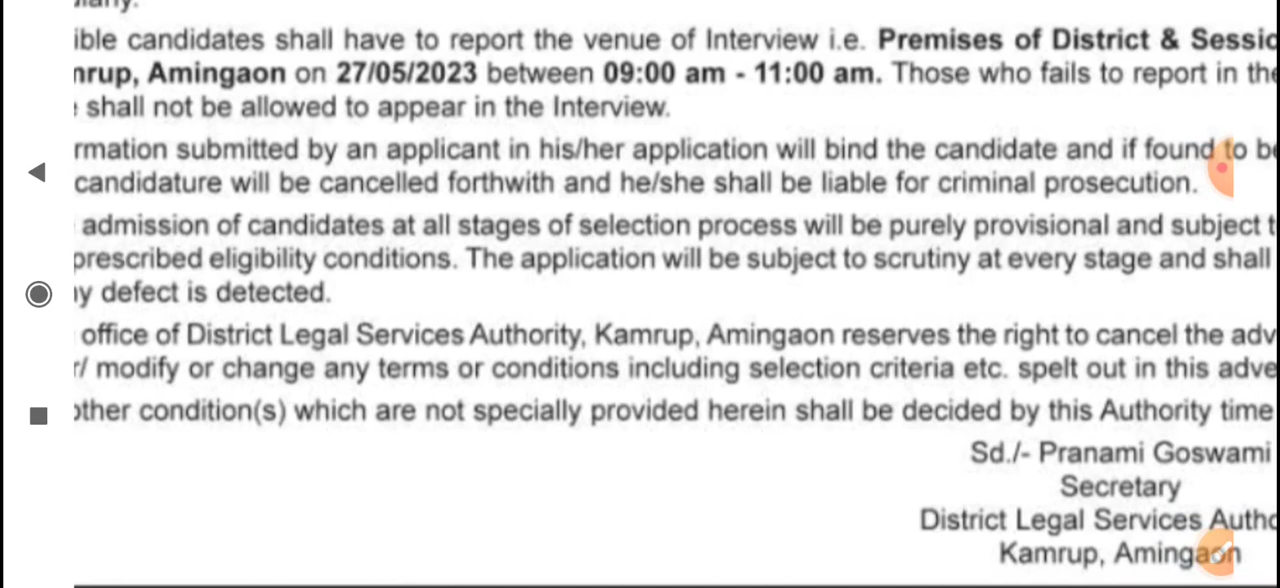 ible candidates shall have to report the venue of Interview i.e. Premises of District & Sessio
nrup, Amingaon on 27/05/2023 between 09:00 am - 11:00 am. Those who fails to report in the
shall not be allowed to appear in the Interview.
rmation submitted by an applicant in his/her application will bind the candidate and if found to be
candidature will be cancelled forthwith and he/she shall be liable for criminal prosecution.
admission of candidates at all stages of selection process will be purely provisional and subject t
prescribed eligibility conditions. The application will be subject to scrutiny at every stage and shall
ny defect is detected.
office of District Legal Services Authority, Kamrup, Amingaon reserves the right to cancel the adv
r/ modify or change any terms or conditions including selection criteria etc. spelt out in this adve
other condition(s) which are not specially provided herein shall be decided by this Authority time
Sd./- Pranami Goswami
Secretary
District Legal Services Autho
Kamrup, Amingaon